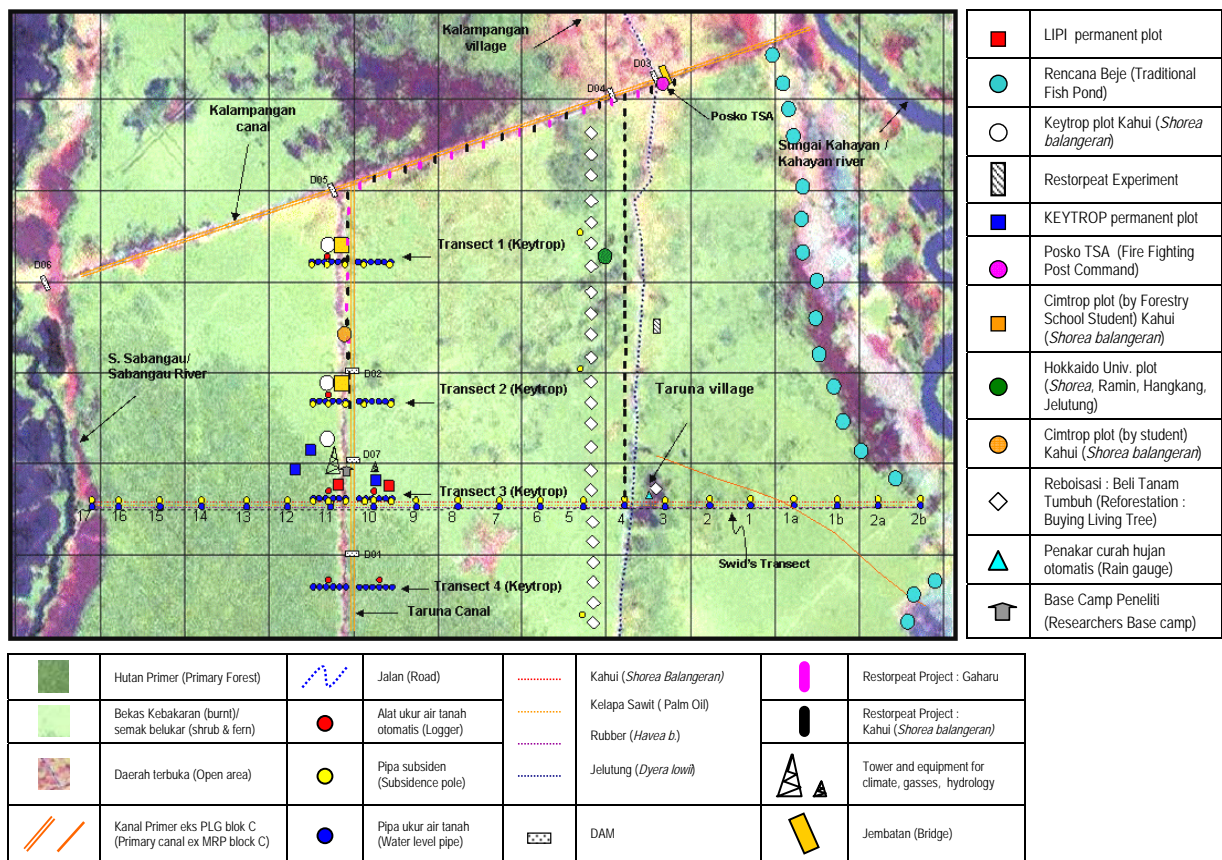 Kalampangan
village
D03
D04
Posko TSA
Kalampangan
canal
Sungai Kahayan /
Kahayan river
D05
Transect 1 (Keytrop)
D06
S. Sabangau/
Sabangau River
D02
Taruna village
Transect 2 (Keytrop)
D07
Transect 3 (Keytrop)
17 16 15 14 13 12 11 10 9 8 7 6 5 4 3 2 1 1a 1b 2a 2b
Swid's Transect
D01
Transect 4 (Keytrop)
Taruna Canal
LIPI permanent plot
Rencana Beje (Traditional
Fish Pond)
Keytrop plot Kahui (Shorea
balangeran)
Restorpeat Experiment
KEYTROP permanent plot
Posko TSA (Fire Fighting
Post Command)
Cimtrop plot (by Forestry
School Student) Kahui
(Shorea balangeran)
Hokkaido Univ. plot
(Shorea, Ramin, Hangkang,
Jelutung)
Cimtrop plot (by student)
Kahui (Shorea balangeran)
Reboisasi : Beli Tanam
Tumbuh (Reforestation :
Buying Living Tree)
Penakar curah hujan
otomatis (Rain gauge)
Base Camp Peneliti
(Researchers Base camp)
Hutan Primer (Primary Forest)
Bekas Kebakaran (burnt)/
semak belukar (shrub & fern)
Daerah terbuka (Open area)
Kanal Primer eks PLG blok C
(Primary canal ex MRP block C)
Jalan (Road)
Alat ukur air tanah
otomatis (Logger)
Pipa subsiden
(Subsidence pole)
Pipa ukur air tanah
(Water level pipe)
Kahui (Shorea Balangeran)
Kelapa Sawit ( Palm Oil)
Rubber (Havea b.)
Jelutung (Dyera lowii)
DAM
Restorpeat Project : Gaharu
Restorpeat Project :
Kahui (Shorea balangeran)
Tower and equipment for
climate, gasses, hydrology
Jembatan (Bridge)